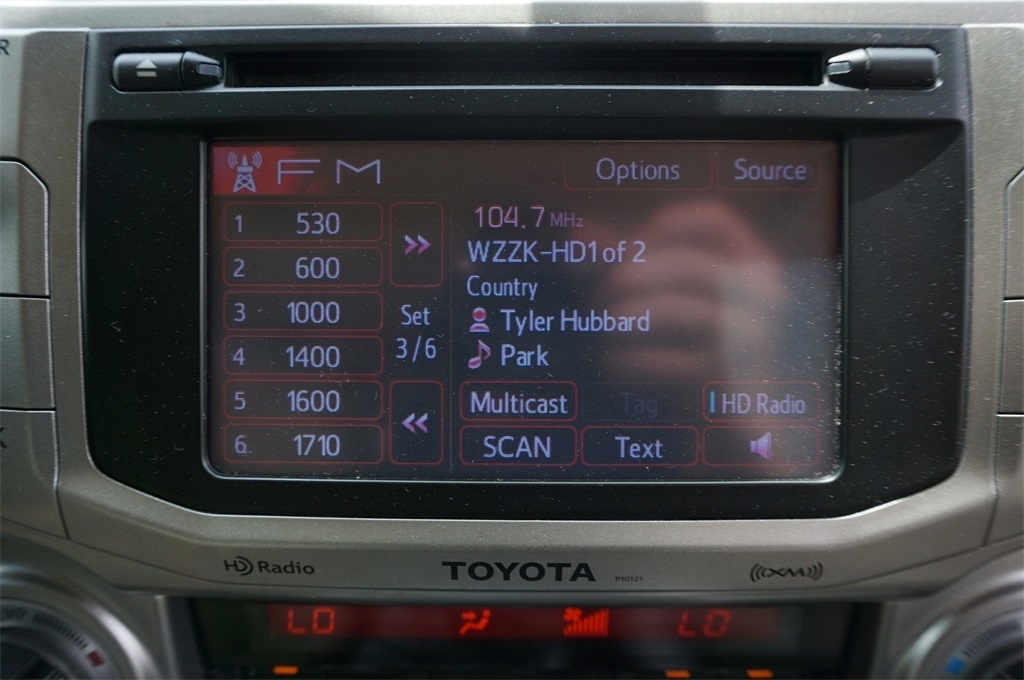 FM
Options
Source
1 530
2 600
3 1000
4 1400
5 1600
6 1710
Set
3/6
104.7 MHz
WZZK-HD1 of 2
Country
Tyler Hubbard
Park
Multicast
Tag
HD Radio
SCAN
Text
HD Radio
TOYOTA
P10121
((XM))
LO
LO
R
K